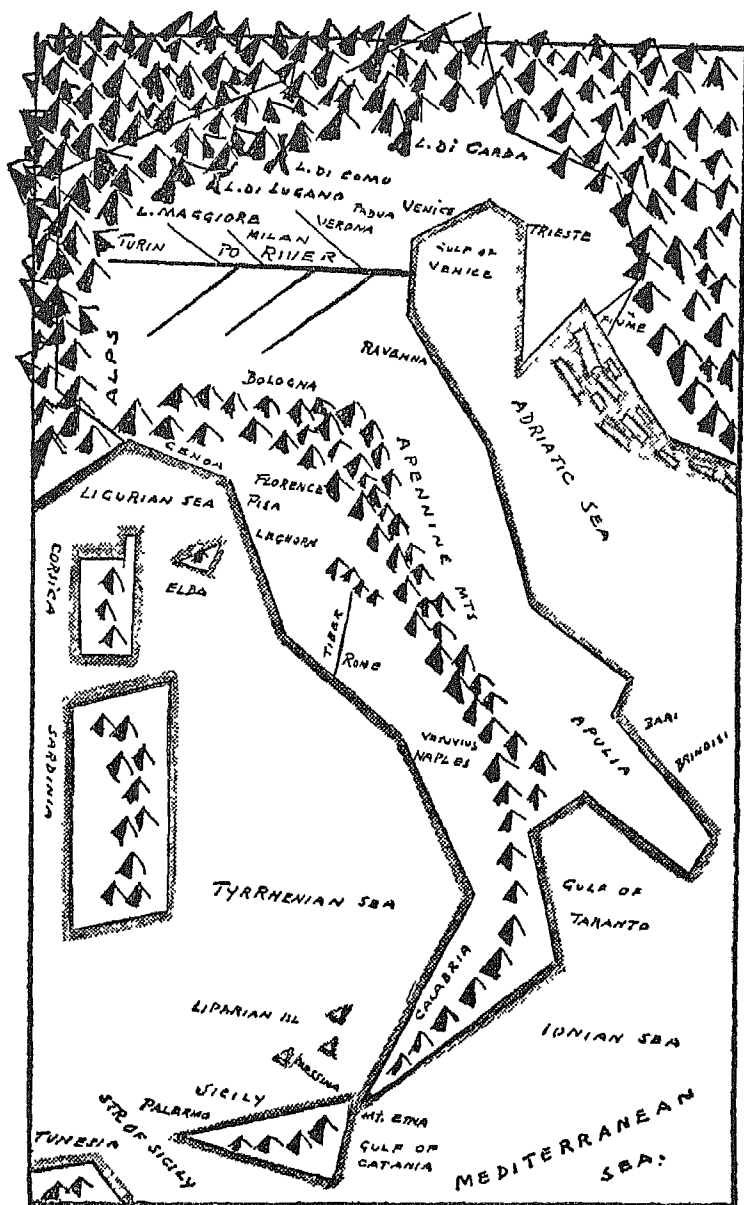 L. DI GARDA
L. DI COMO
L. DI LUGANO
L. MAGGIORE
VENICE
PADUA
VERONA
MILAN
TURIN
PO RIVER
GULF OF
VENICE
TRIESTE
FIUME
ALPS
RAVENNA
BOLOGNA
ADRIATIC SEA
GENOA
APENNINE MTS
FLORENCE
PISA
LIGURIAN SEA
LEGHORN
CORSICA
ELBA
TIBER
ROME
SARDINIA
VESUVIUS
NAPLES
APULIA
BARI
BRINDISI
TYRRHENIAN SEA
GULF OF
TARANTO
CALABRIA
LIPARIAN ISL
IONIAN SEA
MESSINA
SICILY
PALERMO
MT. ETNA
STR OF SICILY
GULF OF
CATANIA
TUNESIA
MEDITERRANEAN
SEA.